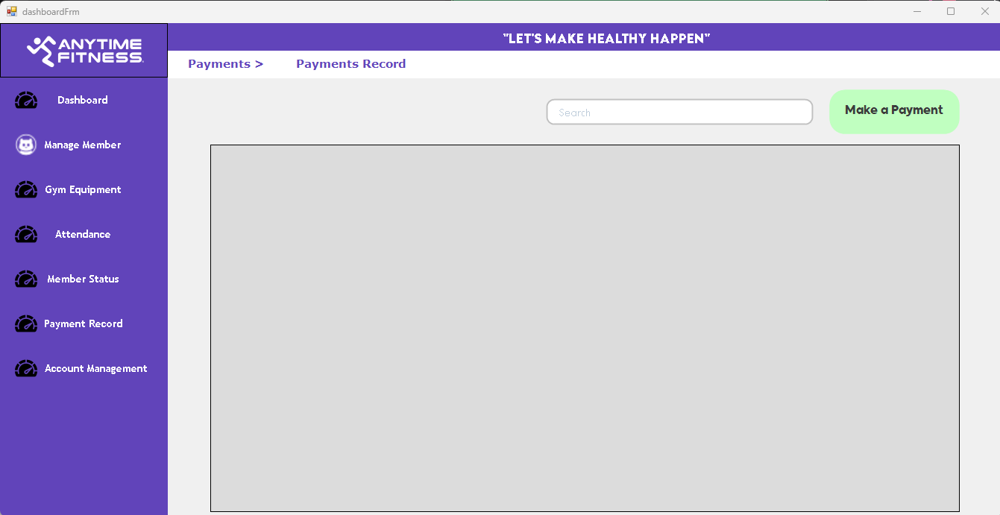 dashboardFrm
ANYTIME
FITNESS.
"LET'S MAKE HEALTHY HAPPEN"
Payments > Payments Record
Search
Make a Payment
Dashboard
Manage Member
Gym Equipment
Attendance
Member Status
Payment Record
Account Management